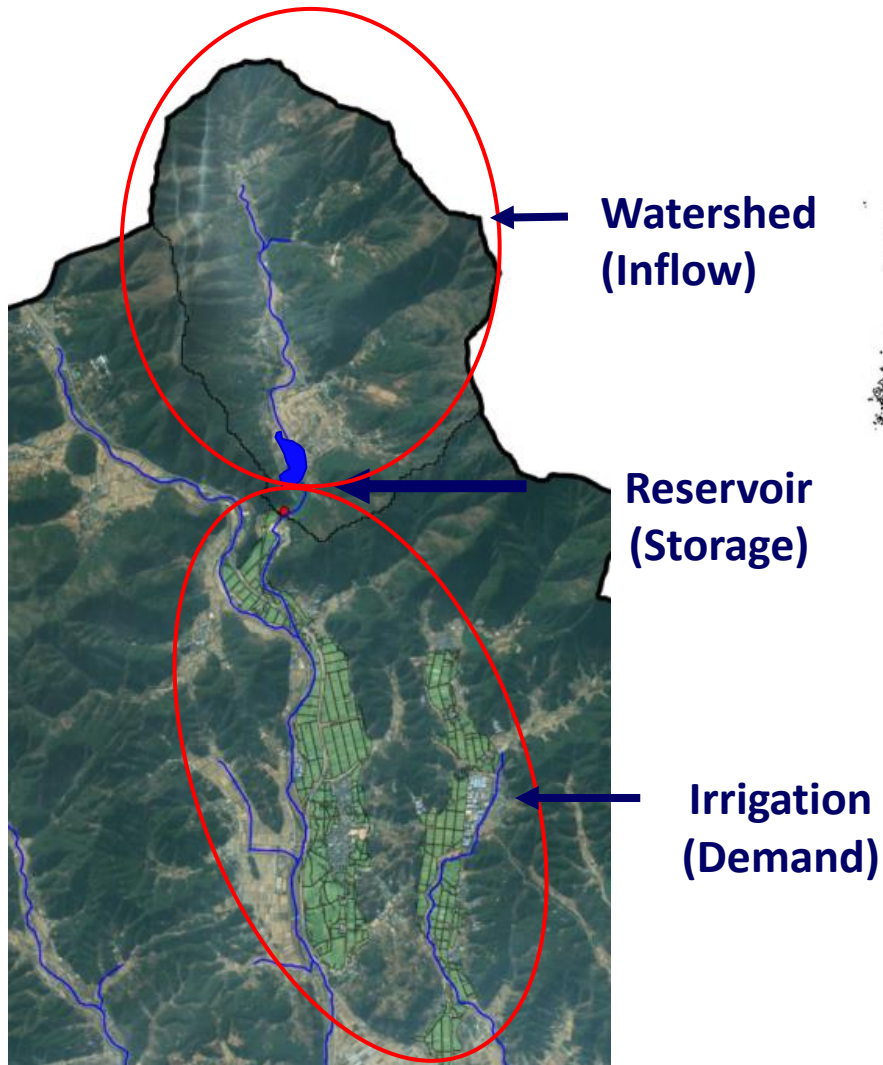 Watershed
(Inflow)
Reservoir
(Storage)
Irrigation
(Demand)